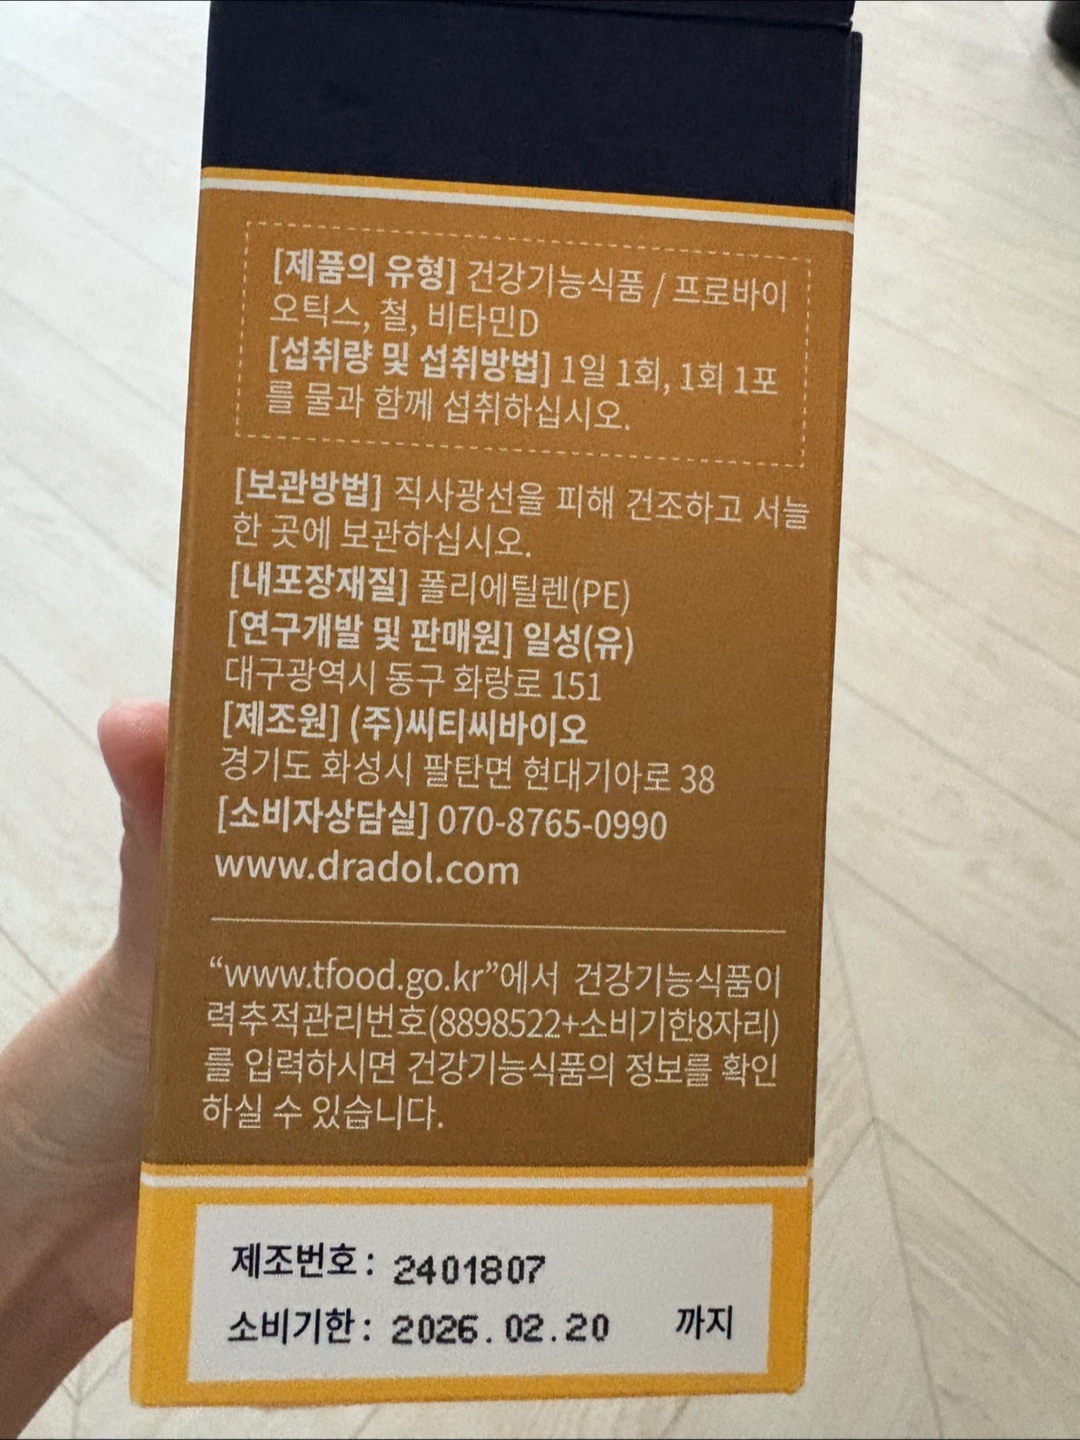 [제품의 유형] 건강기능식품 / 프로바이
오틱스, 철, 비타민D
[섭취량 및 섭취방법] 1일 1회, 1회 1포
를 물과 함께 섭취하십시오.
[보관방법] 직사광선을 피해 건조하고 서늘
한 곳에 보관하십시오.
[내포장재질] 폴리에틸렌(PE)
[연구개발 및 판매원] 일성(유)
대구광역시 동구 화랑로 151
[제조원] (주)씨티씨바이오
경기도 화성시 팔탄면 현대기아로 38
[소비자상담실] 070-8765-0990
www.dradol.com
“www.tfood.go.kr”에서 건강기능식품이
력추적관리번호(8898522+소비기한8자리)
를 입력하시면 건강기능식품의 정보를 확인
하실 수 있습니다.
제조번호 : 2401807
소비기한 : 2026.02.20 까지